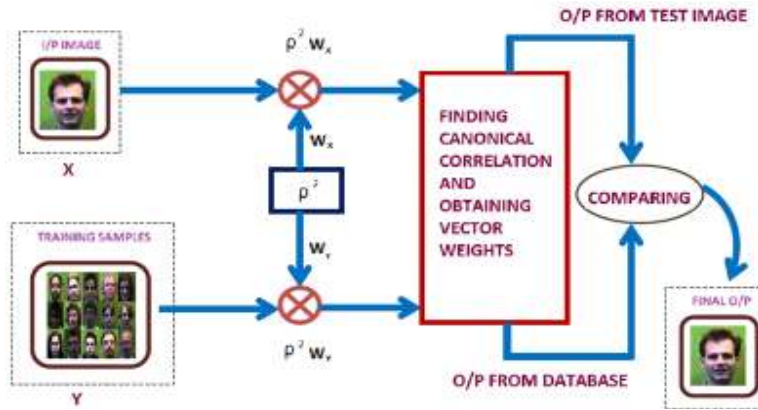 I/P IMAGE
X
ρ² Wₓ
Wₓ
ρ²
Wᵧ
ρ² Wᵧ
TRAINING SAMPLES
Y
FINDING
CANONICAL
CORRELATION
AND
OBTAINING
VECTOR
WEIGHTS
O/P FROM TEST IMAGE
COMPARING
O/P FROM DATABASE
FINAL O/P